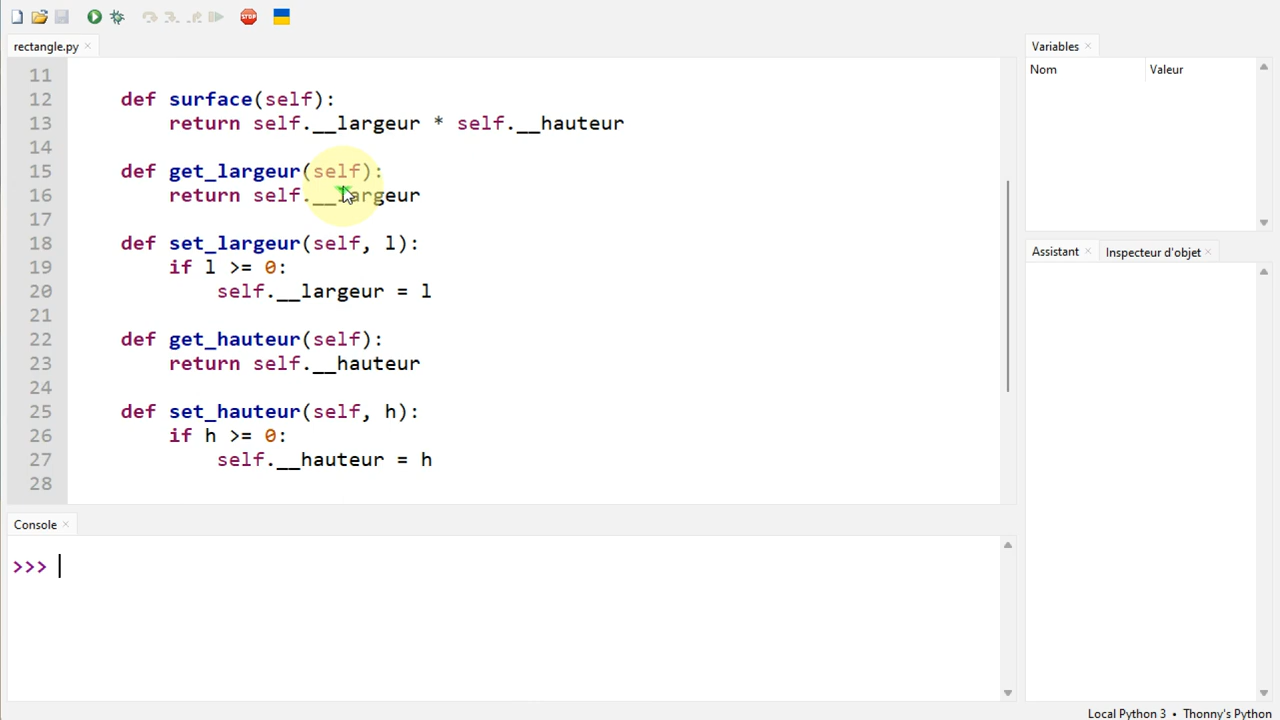 STOP
rectangle.py
11
12 def surface(self):
13 return self.__largeur * self.__hauteur
14
15 def get_largeur(self):
16 return self.__largeur
17
18 def set_largeur(self, l):
19 if l >= 0:
20 self.__largeur = l
21
22 def get_hauteur(self):
23 return self.__hauteur
24
25 def set_hauteur(self, h):
26 if h >= 0:
27 self.__hauteur = h
28
Console
>>>
Variables
Nom Valeur
Assistant Inspecteur d'objet
Local Python 3 • Thonny's Python